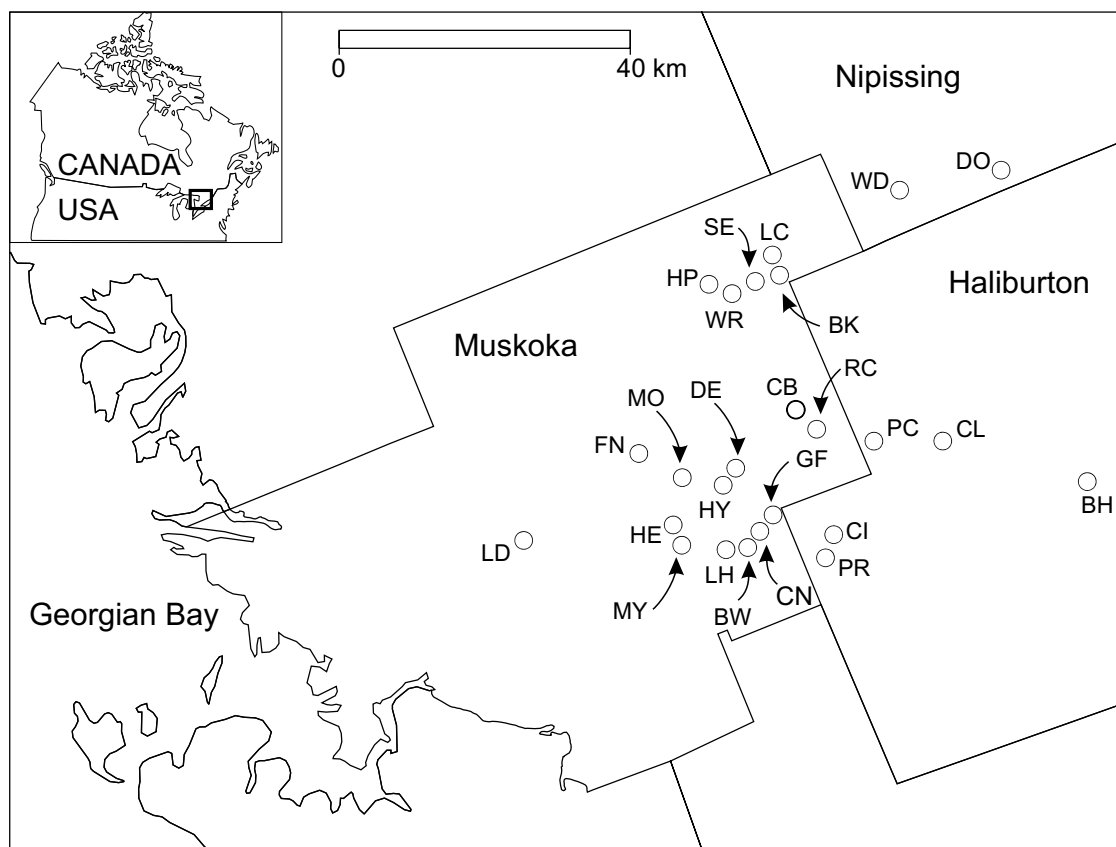 Nipissing
0
40 km
DO
WD
CANADA
USA
SE
LC
HP
Haliburton
WR
BK
Muskoka
RC
CB
MO
DE
FN
PC
CL
GF
HY
BH
HE
CI
LD
LH
PR
CN
MY
BW
Georgian Bay